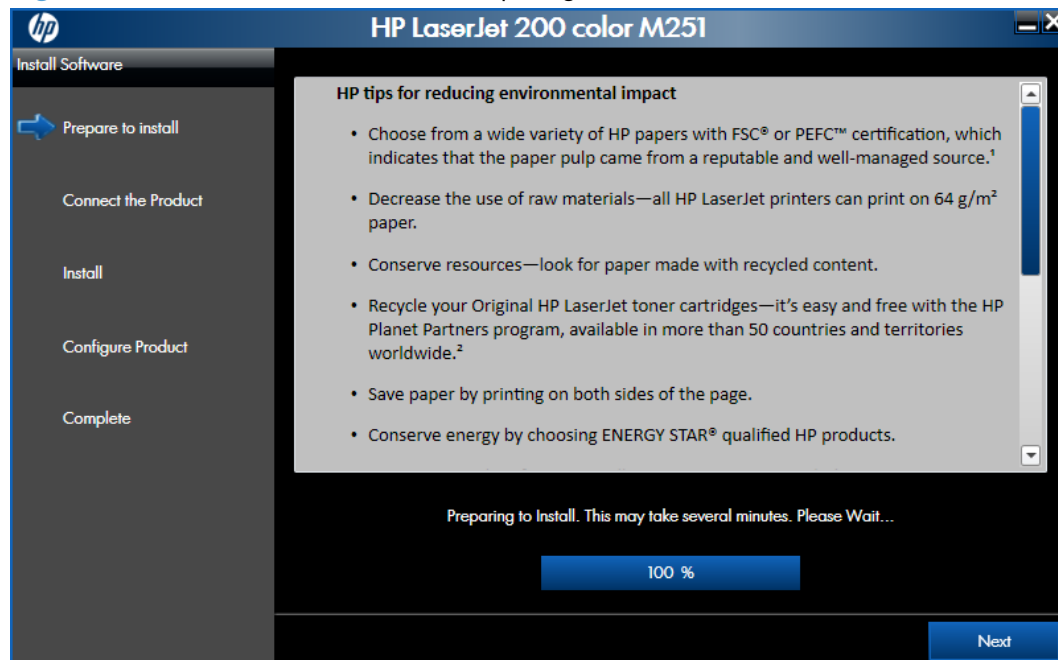 hp
HP LaserJet 200 color M251
Install Software
Prepare to install
Connect the Product
Install
Configure Product
Complete
HP tips for reducing environmental impact
• Choose from a wide variety of HP papers with FSC® or PEFC™ certification, which
indicates that the paper pulp came from a reputable and well-managed source.¹
• Decrease the use of raw materials—all HP LaserJet printers can print on 64 g/m²
paper.
• Conserve resources—look for paper made with recycled content.
• Recycle your Original HP LaserJet toner cartridges—it's easy and free with the HP
Planet Partners program, available in more than 50 countries and territories
worldwide.²
• Save paper by printing on both sides of the page.
• Conserve energy by choosing ENERGY STAR® qualified HP products.
Preparing to Install. This may take several minutes. Please Wait...
100 %
Next